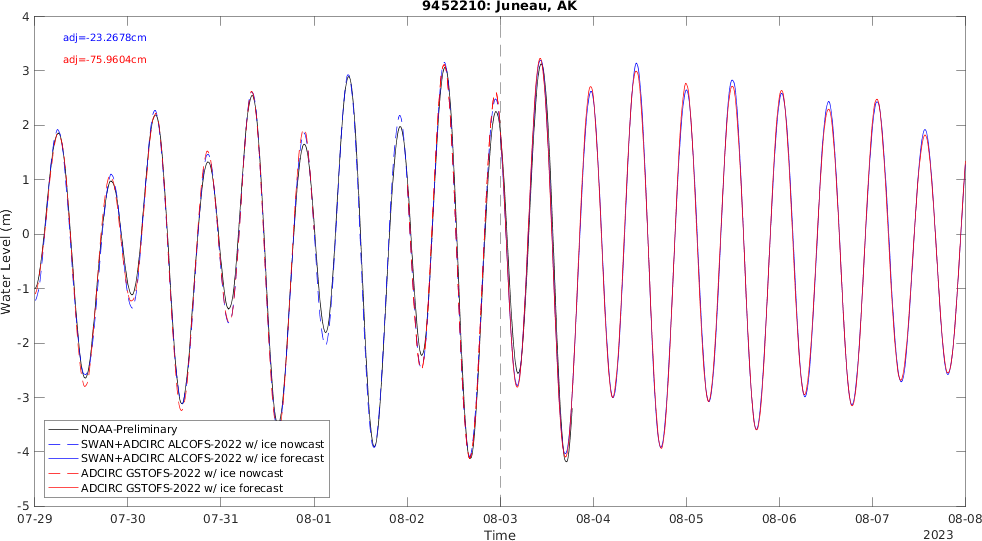 9452210: Juneau, AK
adj=-23.2678cm
adj=-75.9604cm
Water Level (m)
4
3
2
1
0
-1
-2
-3
-4
-5
NOAA-Preliminary
SWAN+ADCIRC ALCOFS-2022 w/ ice nowcast
SWAN+ADCIRC ALCOFS-2022 w/ ice forecast
ADCIRC GSTOFS-2022 w/ ice nowcast
ADCIRC GSTOFS-2022 w/ ice forecast
07-29 07-30 07-31 08-01 08-02 08-03 08-04 08-05 08-06 08-07 08-08
Time
2023